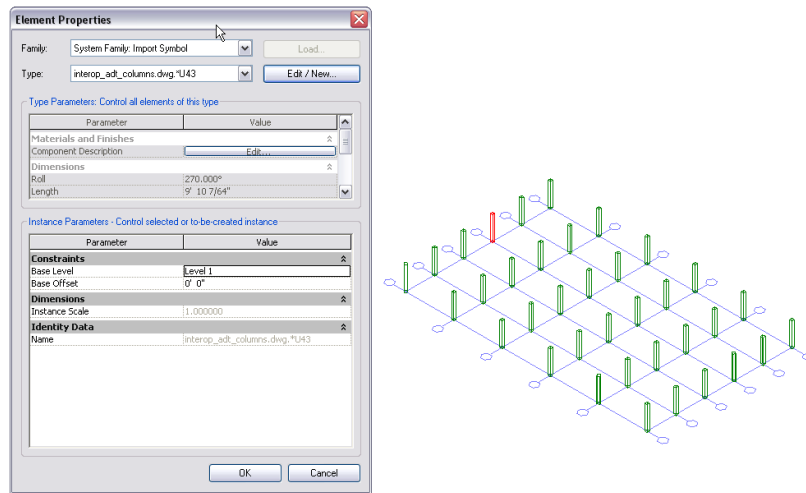 Element Properties
Family: System Family: Import Symbol Load...
Type: interop_adt_columns.dwg.*U43 Edit / New...
Type Parameters: Control all elements of this type
Parameter Value
Materials and Finishes
Component Description Edit...
Dimensions
Roll 270.000°
Length 9' 10 7/64"
Instance Parameters - Control selected or to-be-created instance
Parameter Value
Constraints
Base Level Level 1
Base Offset 0' 0"
Dimensions
Instance Scale 1.000000
Identity Data
Name interop_adt_columns.dwg.*U43
OK Cancel